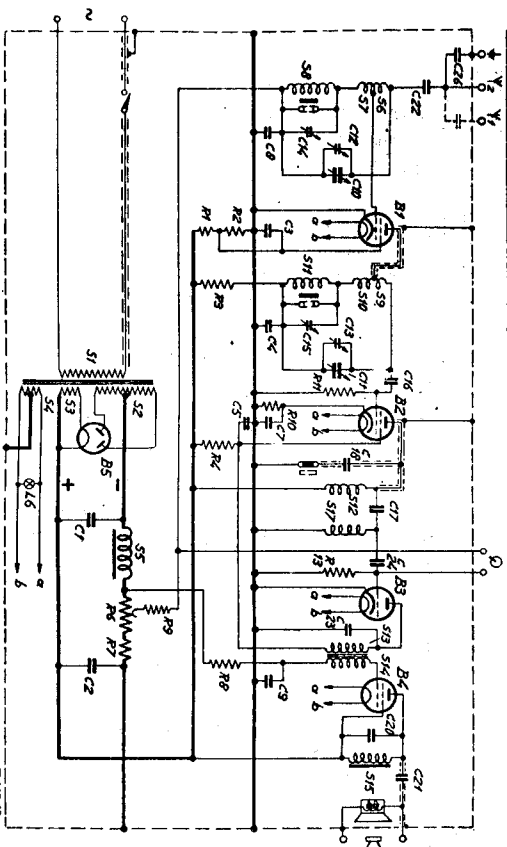 C21
S15
B4
C20
a
b
S14
C9
R8
S13
B3
a
b
C23
R13
C24
C17
S12
S17
C18
B2
a
b
C7
R10
C5
R4
R11
C16
C11
C13
S9
S10
S11
C15
C4
R3
B1
a
b
C3
R2
R1
C10
C12
S6
S7
S8
C14
C8
C22
C26
S1
S2
S3
S4
B5
L6
a
b
+
-
C1
S5
R6
R7
R9
C2